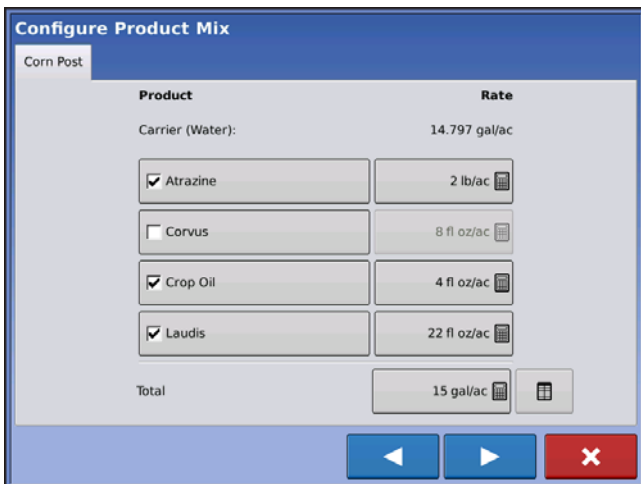 Configure Product Mix
Corn Post
Product Rate
Carrier (Water): 14.797 gal/ac
Atrazine 2 lb/ac
Corvus 8 fl oz/ac
Crop Oil 4 fl oz/ac
Laudis 22 fl oz/ac
Total 15 gal/ac